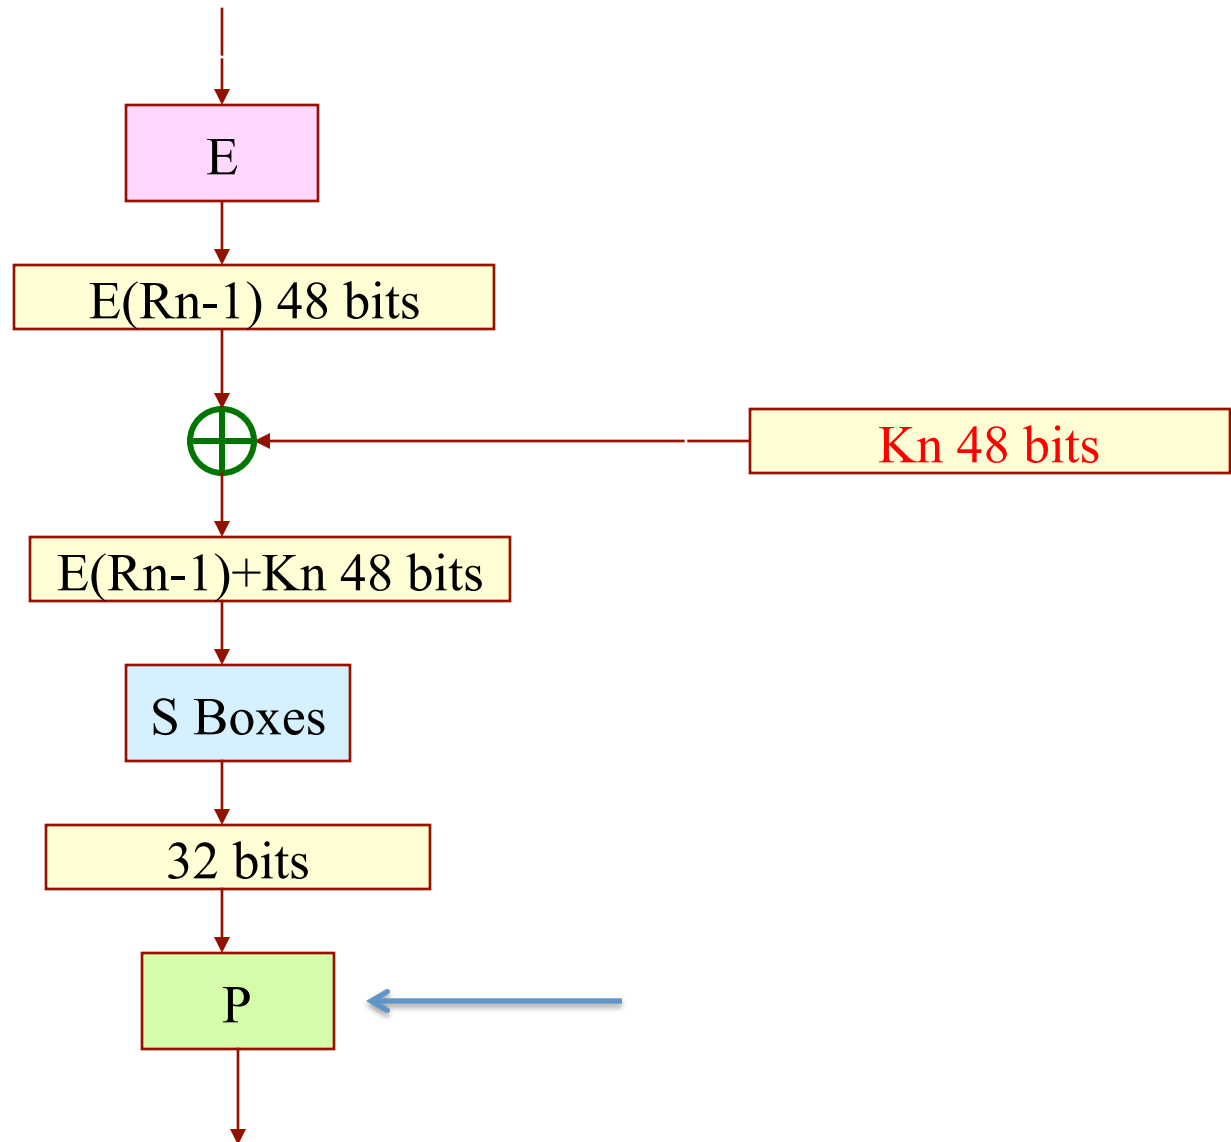 E
E(Rn-1) 48 bits
Kn 48 bits
E(Rn-1)+Kn 48 bits
S Boxes
32 bits
P